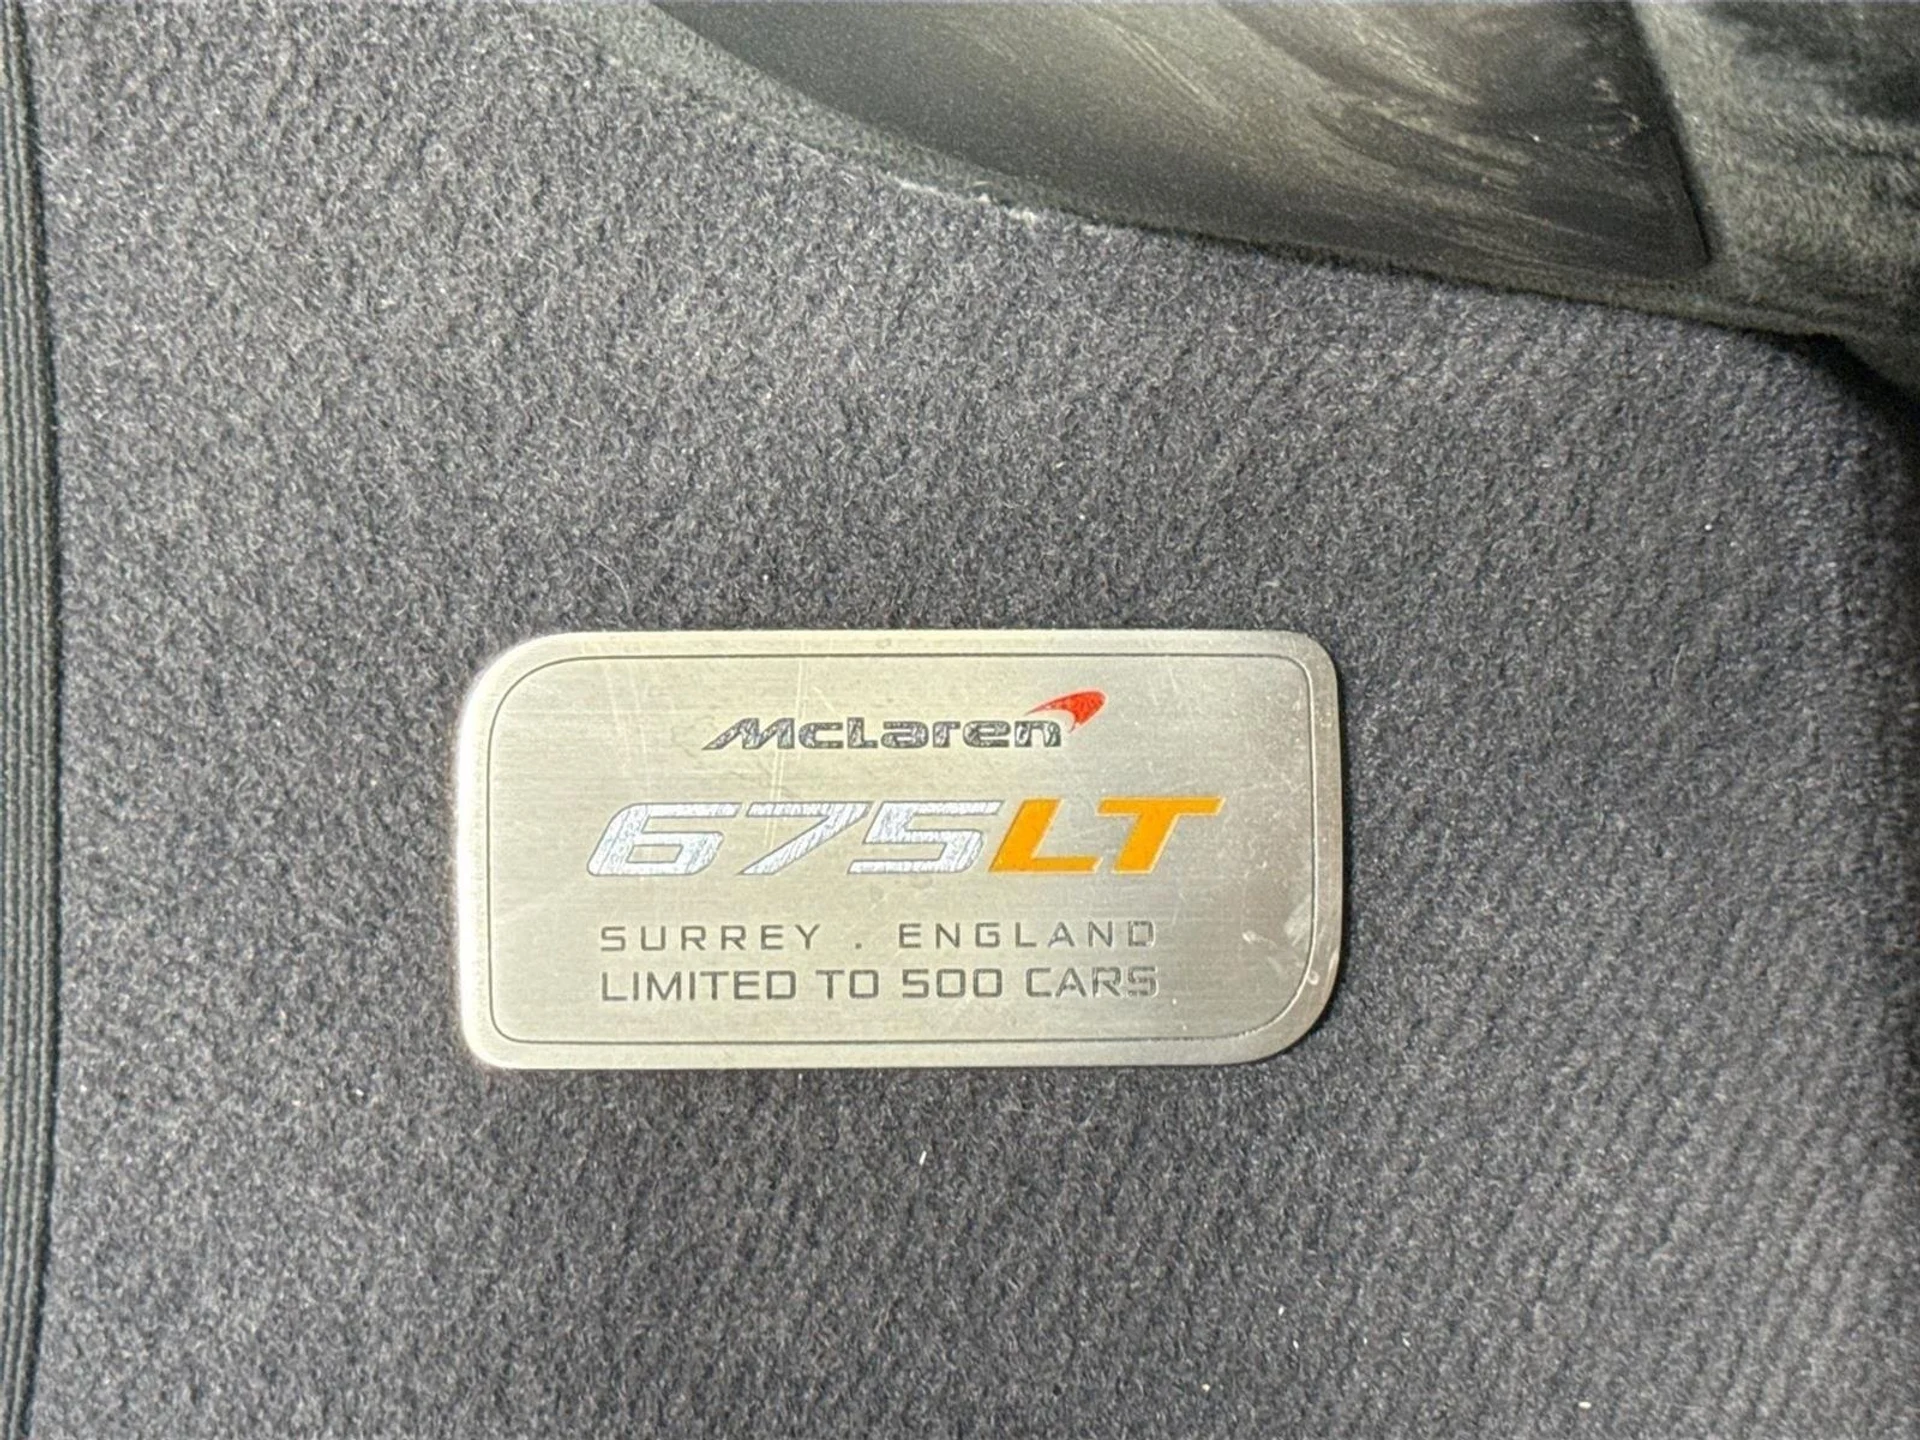 McLaren
675LT
SURREY . ENGLAND
LIMITED TO 500 CARS